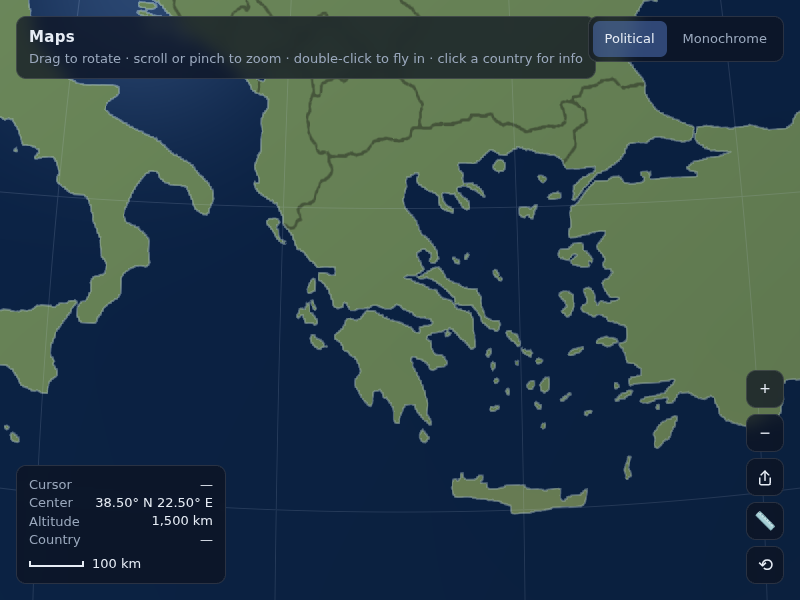 Maps
Drag to rotate · scroll or pinch to zoom · double-click to fly in · click a country for info
Political Monochrome
+
−
Cursor —
Center 38.50° N 22.50° E
Altitude 1,500 km
Country —
100 km